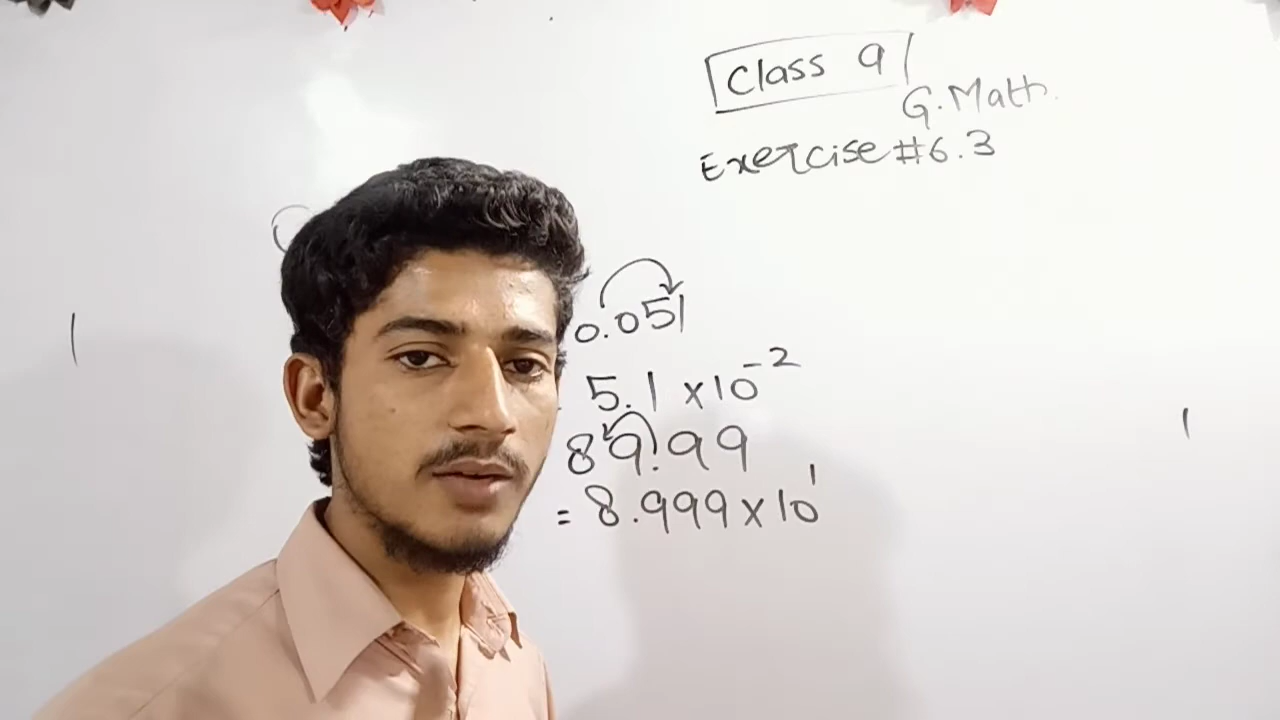 Class 9
G. Math.
Exercise #6.3
0.051
5.1 × 10⁻²
89.99
= 8.999 × 10¹